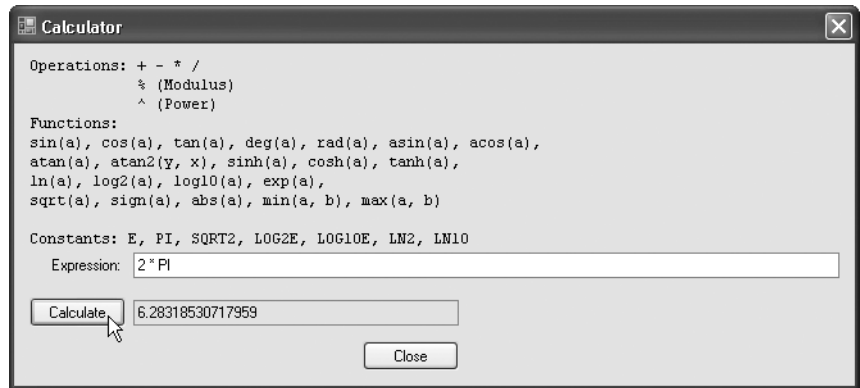 Calculator
Operations: + - * /
% (Modulus)
^ (Power)
Functions:
sin(a), cos(a), tan(a), deg(a), rad(a), asin(a), acos(a),
atan(a), atan2(y, x), sinh(a), cosh(a), tanh(a),
ln(a), log2(a), log10(a), exp(a),
sqrt(a), sign(a), abs(a), min(a, b), max(a, b)
Constants: E, PI, SQRT2, LOG2E, LOG10E, LN2, LN10
Expression: 2 * PI
Calculate 6.28318530717959
Close